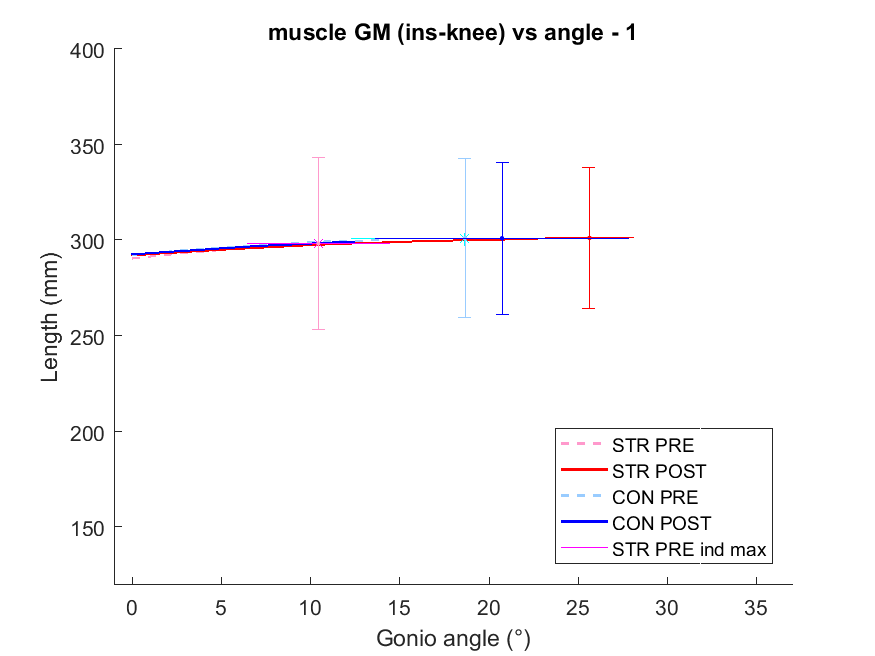 muscle GM (ins-knee) vs angle - 1
400
350
300
250
200
150
Length (mm)
0 5 10 15 20 25 30 35
Gonio angle (°)
STR PRE
STR POST
CON PRE
CON POST
STR PRE ind max